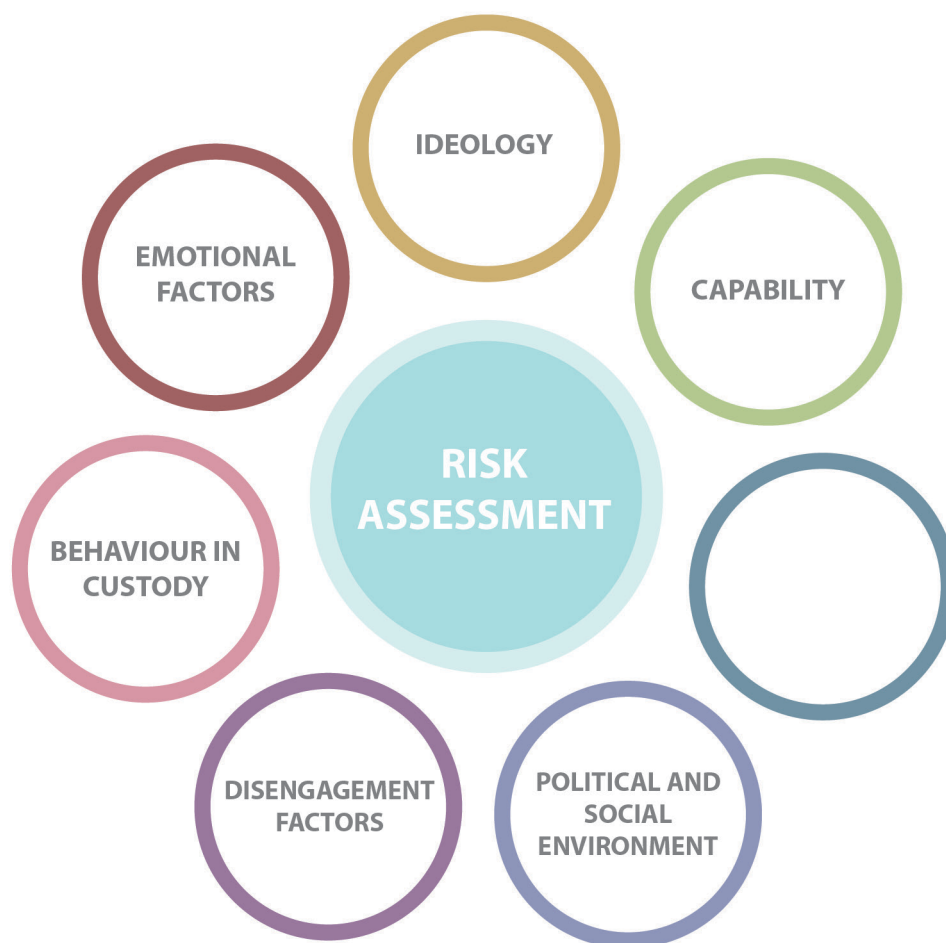 IDEOLOGY
EMOTIONAL
FACTORS
CAPABILITY
RISK
ASSESSMENT
BEHAVIOUR IN
CUSTODY
DISENGAGEMENT
FACTORS
POLITICAL AND
SOCIAL
ENVIRONMENT